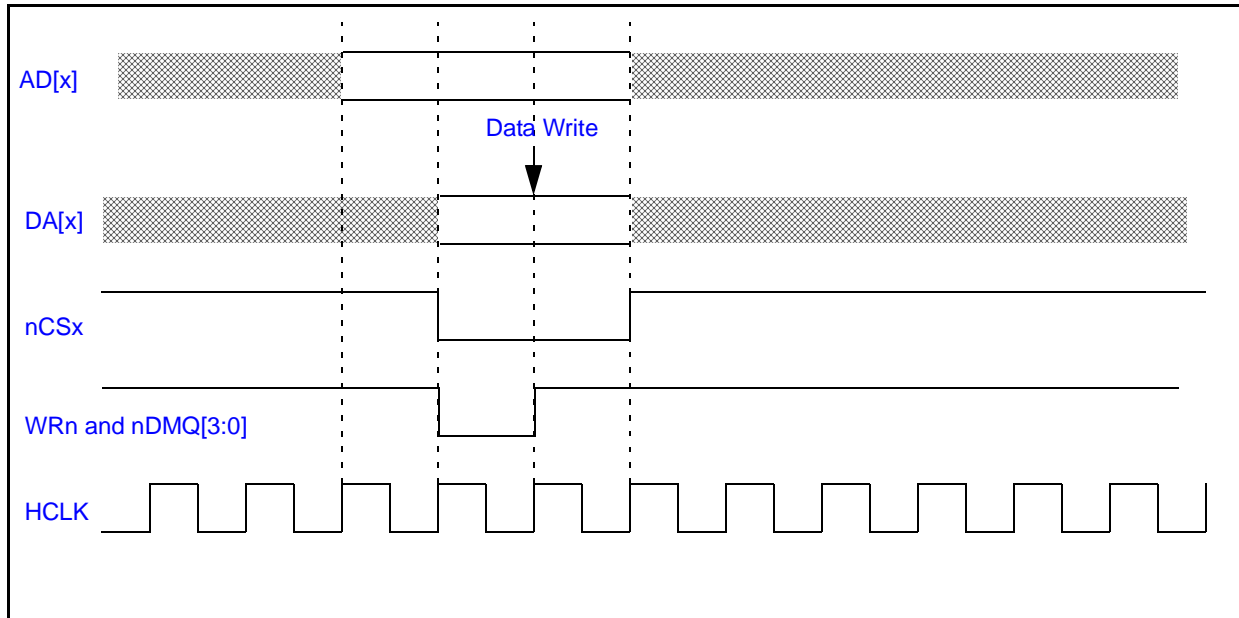 AD[x]
Data Write
DA[x]
nCSx
WRn and nDMQ[3:0]
HCLK